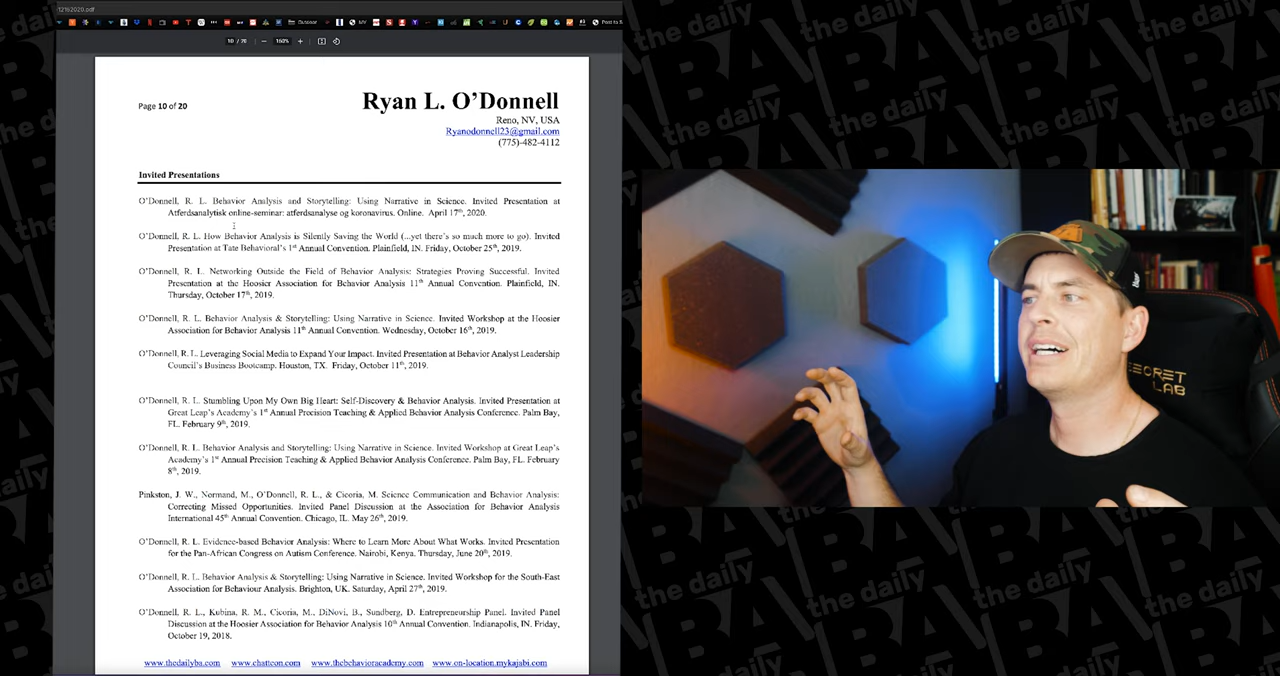 1219/2020.pdf
10 / 20
160%
Page 10 of 20
Ryan L. O'Donnell
Reno, NV, USA
Ryanodonnell23@gmail.com
(775)-482-4112
Invited Presentations
O'Donnell, R. L. Behavior Analysis and Storytelling: Using Narrative in Science. Invited Presentation at
Atferdsanalytisk online-seminar: atferdsanalyse og koronavirus. Online. April 17th, 2020.
O'Donnell, R. L. How Behavior Analysis is Silently Saving the World (...yet there's so much more to go). Invited
Presentation at Tate Behavioral's 1st Annual Convention. Plainfield, IN. Friday, October 25th, 2019.
O'Donnell, R. L. Networking Outside the Field of Behavior Analysis: Strategies Proving Successful. Invited
Presentation at the Hoosier Association for Behavior Analysis 11th Annual Convention. Plainfield, IN.
Thursday, October 17th, 2019.
O'Donnell, R. L. Behavior Analysis & Storytelling: Using Narrative in Science. Invited Workshop at the Hoosier
Association for Behavior Analysis 11th Annual Convention. Wednesday, October 16th, 2019.
O'Donnell, R. L. Leveraging Social Media to Expand Your Impact. Invited Presentation at Behavior Analyst Leadership
Council's Business Bootcamp. Houston, TX. Friday, October 11th, 2019.
O'Donnell, R. L. Stumbling Upon My Own Big Heart: Self-Discovery & Behavior Analysis. Invited Presentation at
Great Leap's Academy's 1st Annual Precision Teaching & Applied Behavior Analysis Conference. Palm Bay,
FL. February 9th, 2019.
O'Donnell, R. L. Behavior Analysis and Storytelling: Using Narrative in Science. Invited Workshop at Great Leap's
Academy's 1st Annual Precision Teaching & Applied Behavior Analysis Conference. Palm Bay, FL. February
8th, 2019.
Pinkston, J. W., Normand, M., O'Donnell, R. L., & Cicoria, M. Science Communication and Behavior Analysis:
Correcting Missed Opportunities. Invited Panel Discussion at the Association for Behavior Analysis
International 45th Annual Convention. Chicago, IL. May 26th, 2019.
O'Donnell, R. L. Evidence-based Behavior Analysis: Where to Learn More About What Works. Invited Presentation
for the Pan-African Congress on Autism Conference. Nairobi, Kenya. Thursday, June 20th, 2019.
O'Donnell, R. L. Behavior Analysis & Storytelling: Using Narrative in Science. Invited Workshop for the South-East
Association for Behaviour Analysis. Brighton, UK. Saturday, April 27th, 2019.
O'Donnell, R. L., Kubina, R. M., Cicoria, M., DiNovi, B., Sundberg, D. Entrepreneurship Panel. Invited Panel
Discussion at the Hoosier Association for Behavior Analysis 10th Annual Convention. Indianapolis, IN. Friday,
October 19, 2018.
www.thedailyba.com www.chattcon.com www.thebehavioracademy.com www.on-location.mykajabi.com
the daily
BA
SECRET
LAB